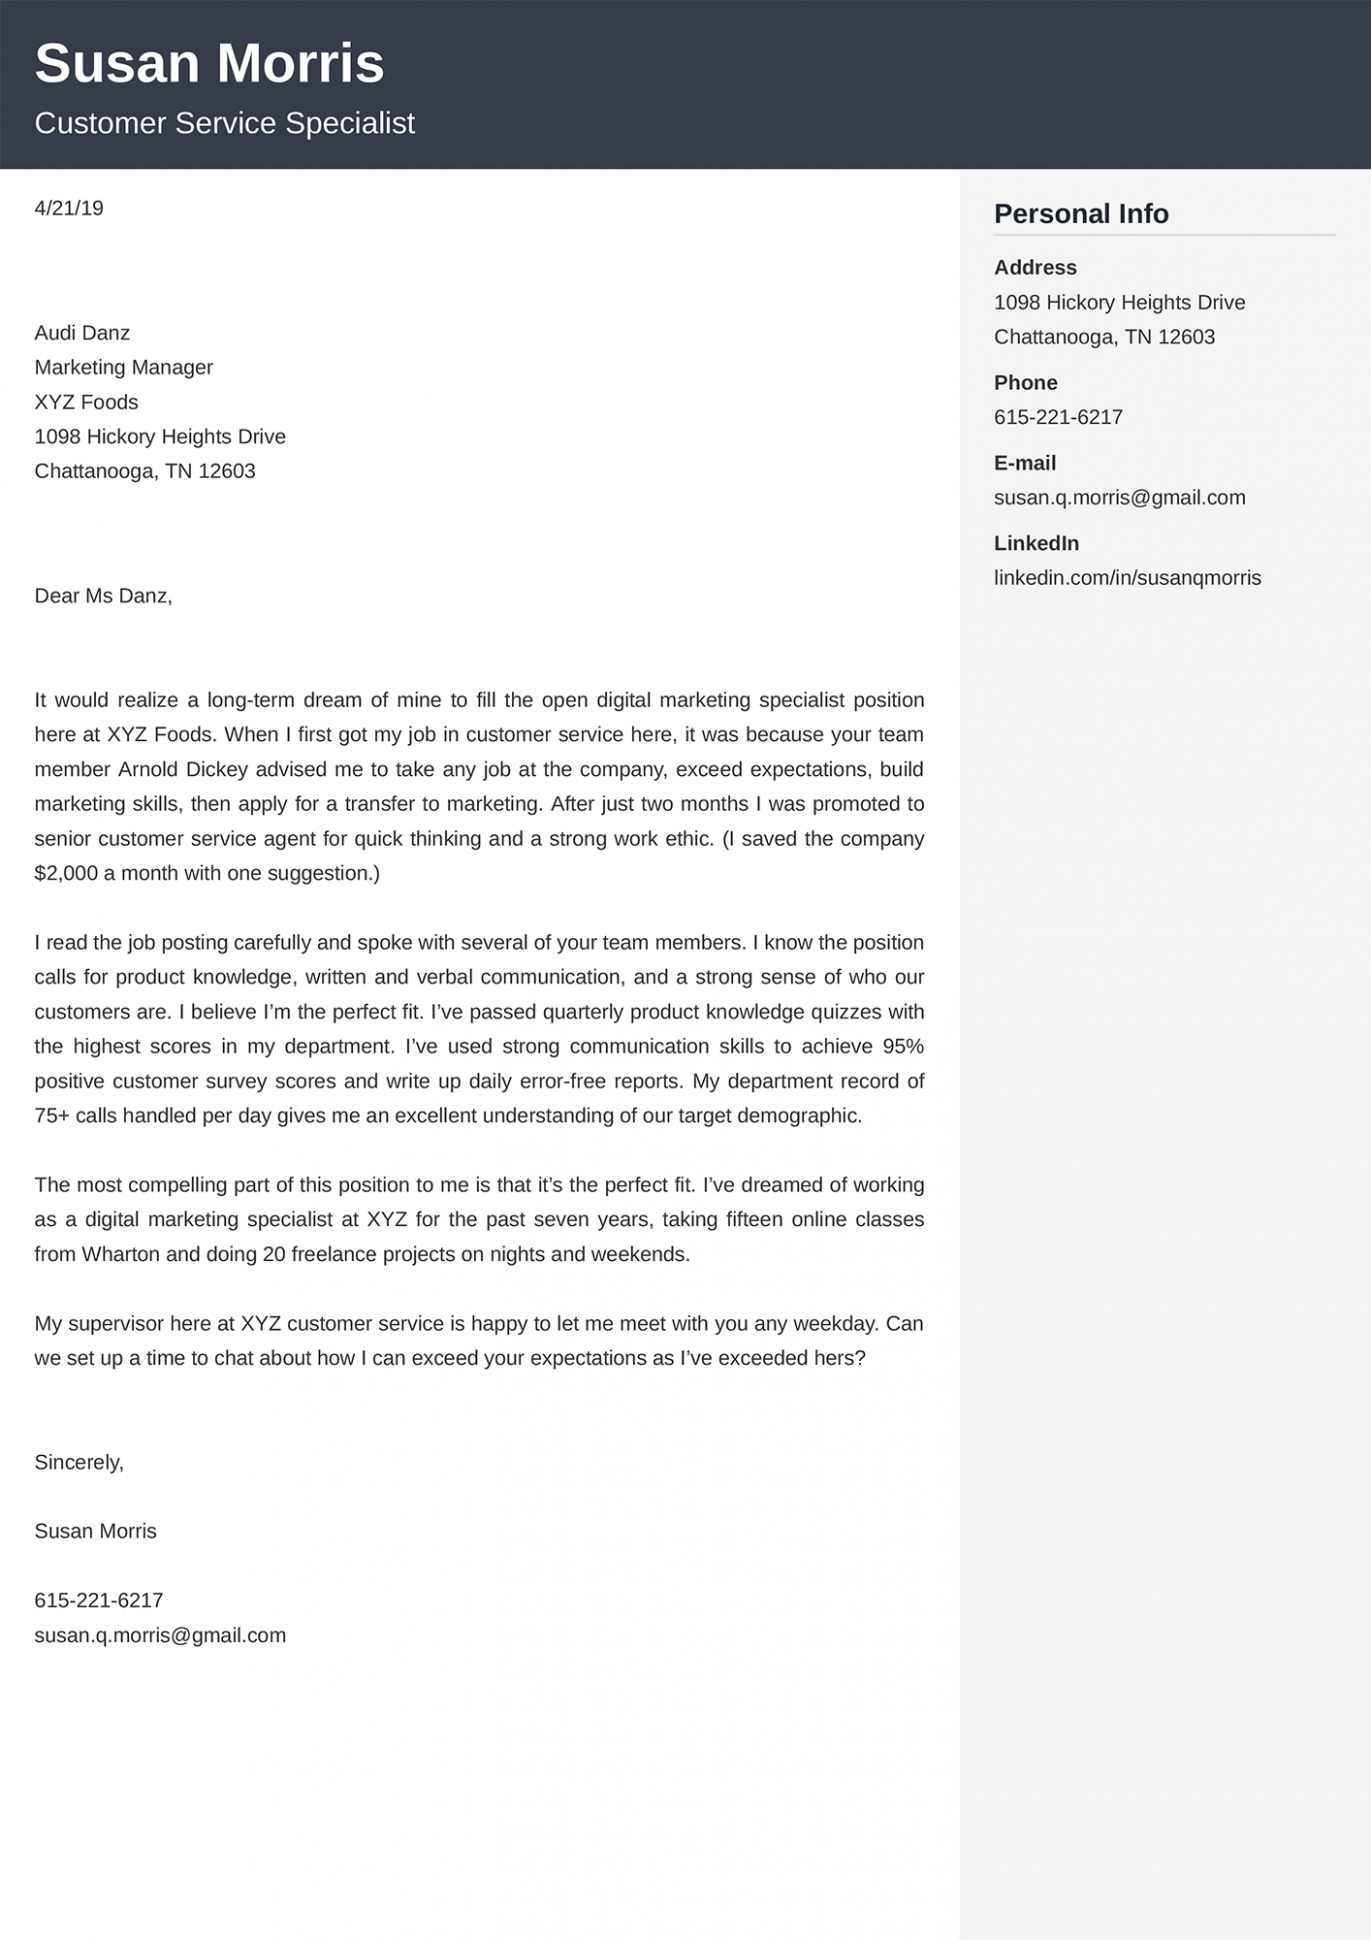 Susan Morris
Customer Service Specialist
4/21/19
Audi Danz
Marketing Manager
XYZ Foods
1098 Hickory Heights Drive
Chattanooga, TN 12603
Dear Ms Danz,
It would realize a long-term dream of mine to fill the open digital marketing specialist position
here at XYZ Foods. When I first got my job in customer service here, it was because your team
member Arnold Dickey advised me to take any job at the company, exceed expectations, build
marketing skills, then apply for a transfer to marketing. After just two months I was promoted to
senior customer service agent for quick thinking and a strong work ethic. (I saved the company
$2,000 a month with one suggestion.)
I read the job posting carefully and spoke with several of your team members. I know the position
calls for product knowledge, written and verbal communication, and a strong sense of who our
customers are. I believe I’m the perfect fit. I’ve passed quarterly product knowledge quizzes with
the highest scores in my department. I’ve used strong communication skills to achieve 95%
positive customer survey scores and write up daily error-free reports. My department record of
75+ calls handled per day gives me an excellent understanding of our target demographic.
The most compelling part of this position to me is that it’s the perfect fit. I’ve dreamed of working
as a digital marketing specialist at XYZ for the past seven years, taking fifteen online classes
from Wharton and doing 20 freelance projects on nights and weekends.
My supervisor here at XYZ customer service is happy to let me meet with you any weekday. Can
we set up a time to chat about how I can exceed your expectations as I’ve exceeded hers?
Sincerely,
Susan Morris
615-221-6217
susan.q.morris@gmail.com
Personal Info
Address
1098 Hickory Heights Drive
Chattanooga, TN 12603
Phone
615-221-6217
E-mail
susan.q.morris@gmail.com
LinkedIn
linkedin.com/in/susanqmorris